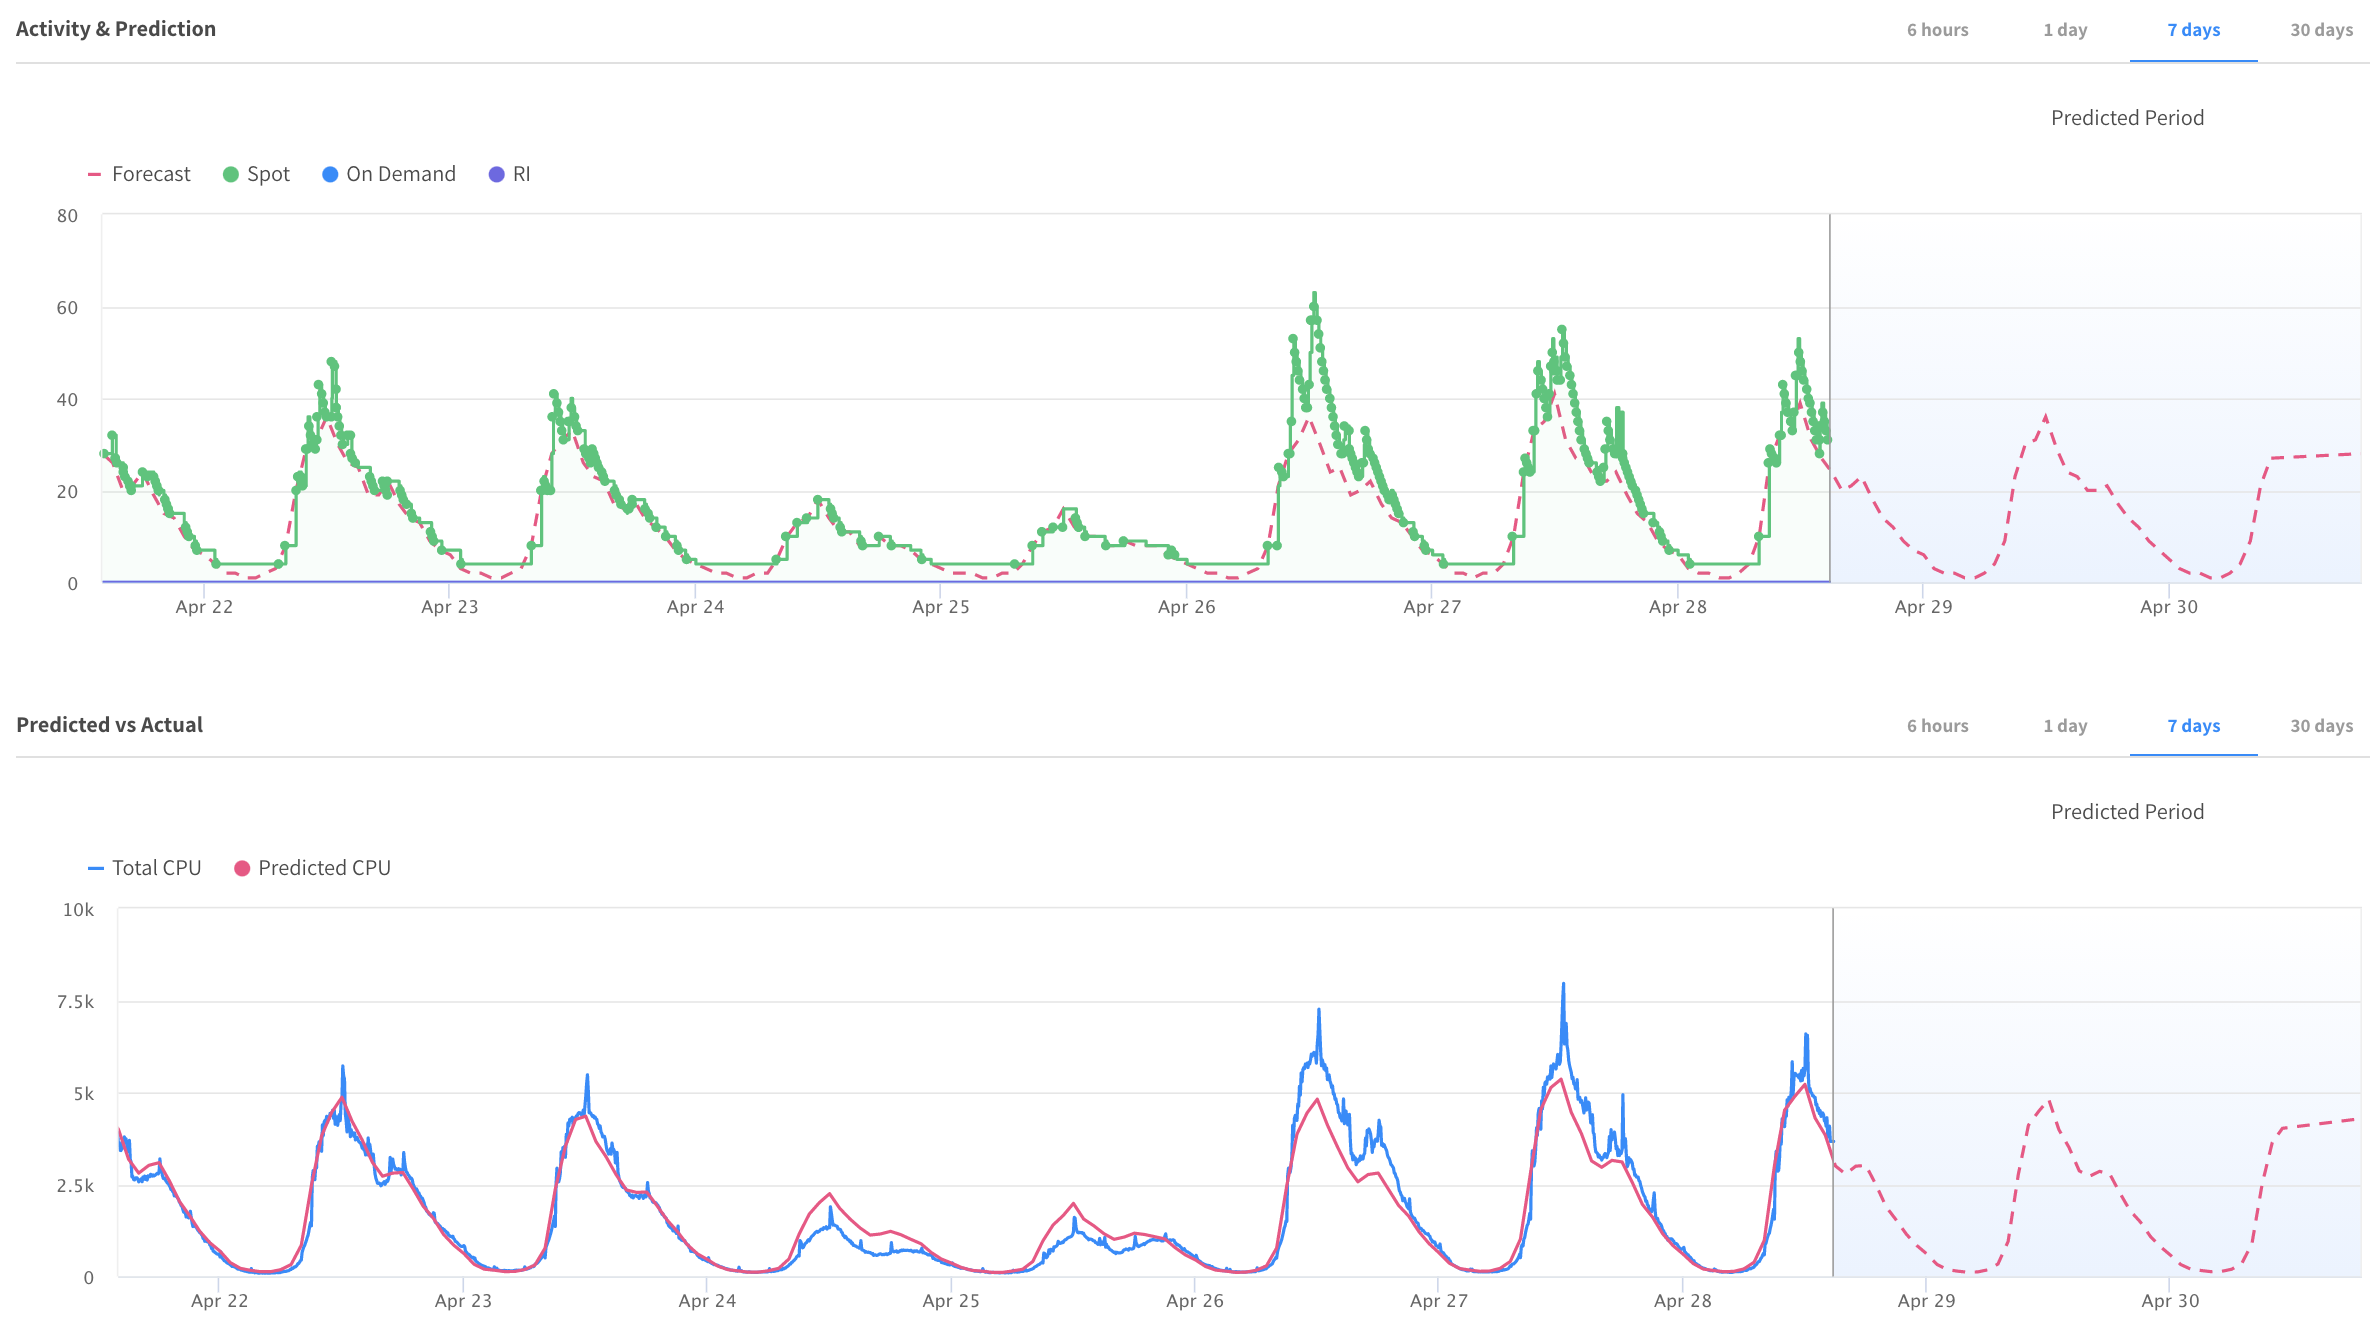 Activity & Prediction
6 hours 1 day 7 days 30 days
Predicted Period
Forecast Spot On Demand RI
80
60
40
20
0
Apr 22 Apr 23 Apr 24 Apr 25 Apr 26 Apr 27 Apr 28 Apr 29 Apr 30
Predicted vs Actual
6 hours 1 day 7 days 30 days
Predicted Period
Total CPU Predicted CPU
10k
7.5k
5k
2.5k
0
Apr 22 Apr 23 Apr 24 Apr 25 Apr 26 Apr 27 Apr 28 Apr 29 Apr 30